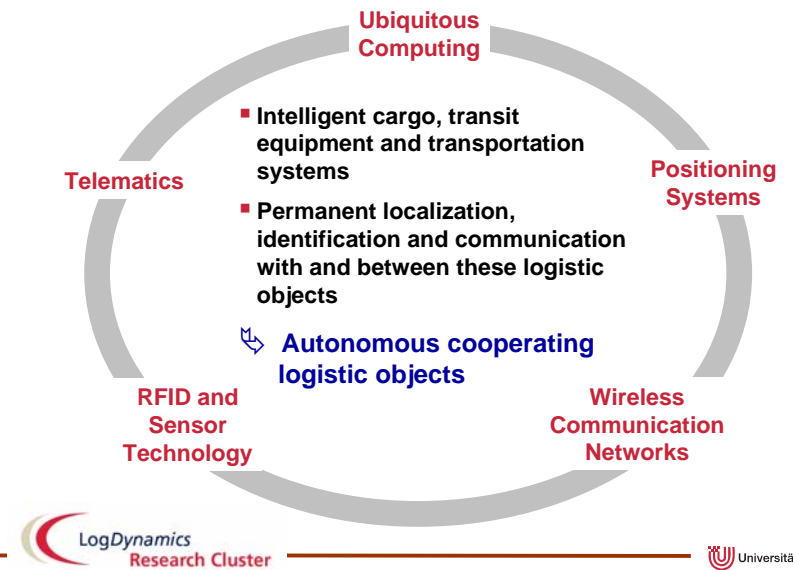 Ubiquitous
Computing
▪ Intelligent cargo, transit
equipment and transportation
systems
Telematics
Positioning
Systems
▪ Permanent localization,
identification and communication
with and between these logistic
objects
Autonomous cooperating
logistic objects
RFID and
Sensor
Technology
Wireless
Communication
Networks
LogDynamics
Research Cluster
Universitä